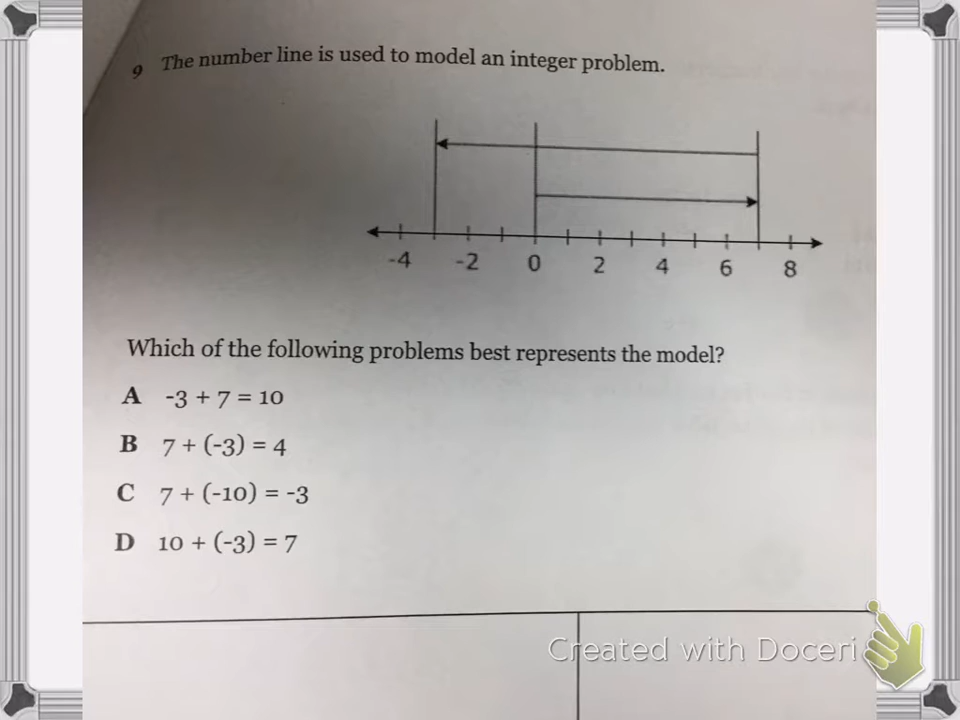 9 The number line is used to model an integer problem.
-4 -2 0 2 4 6 8
Which of the following problems best represents the model?
A -3 + 7 = 10
B 7 + (-3) = 4
C 7 + (-10) = -3
D 10 + (-3) = 7
Created with Doceri